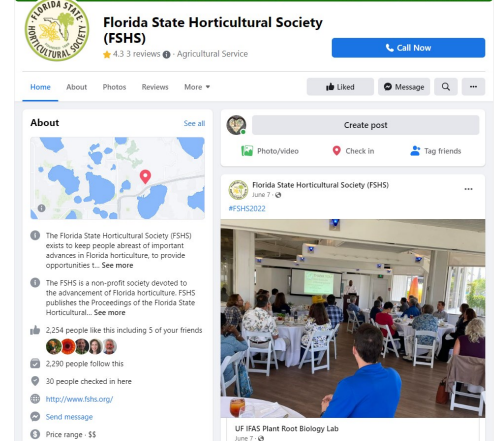 FLORIDA STATE
HORTICULTURAL SOCIETY
Florida State Horticultural Society
(FSHS)
4.3 3 reviews · Agricultural Service
Call Now
Home About Photos Reviews More
Liked Message
About See all
Create post
Photo/video Check in Tag friends
Florida State Horticultural Society (FSHS)
June 7 ·
#FSHS2022
The Florida State Horticultural Society (FSHS)
exists to keep people abreast of important
advances in Florida horticulture, to provide
opportunities t... See more
The FSHS is a non-profit society devoted to
the advancement of Florida horticulture. FSHS
publishes the Proceedings of the Florida State
Horticultural... See more
2,254 people like this including 5 of your friends
2,290 people follow this
30 people checked in here
http://www.fshs.org/
Send message
Price range · $$
UF IFAS Plant Root Biology Lab
June 7 ·